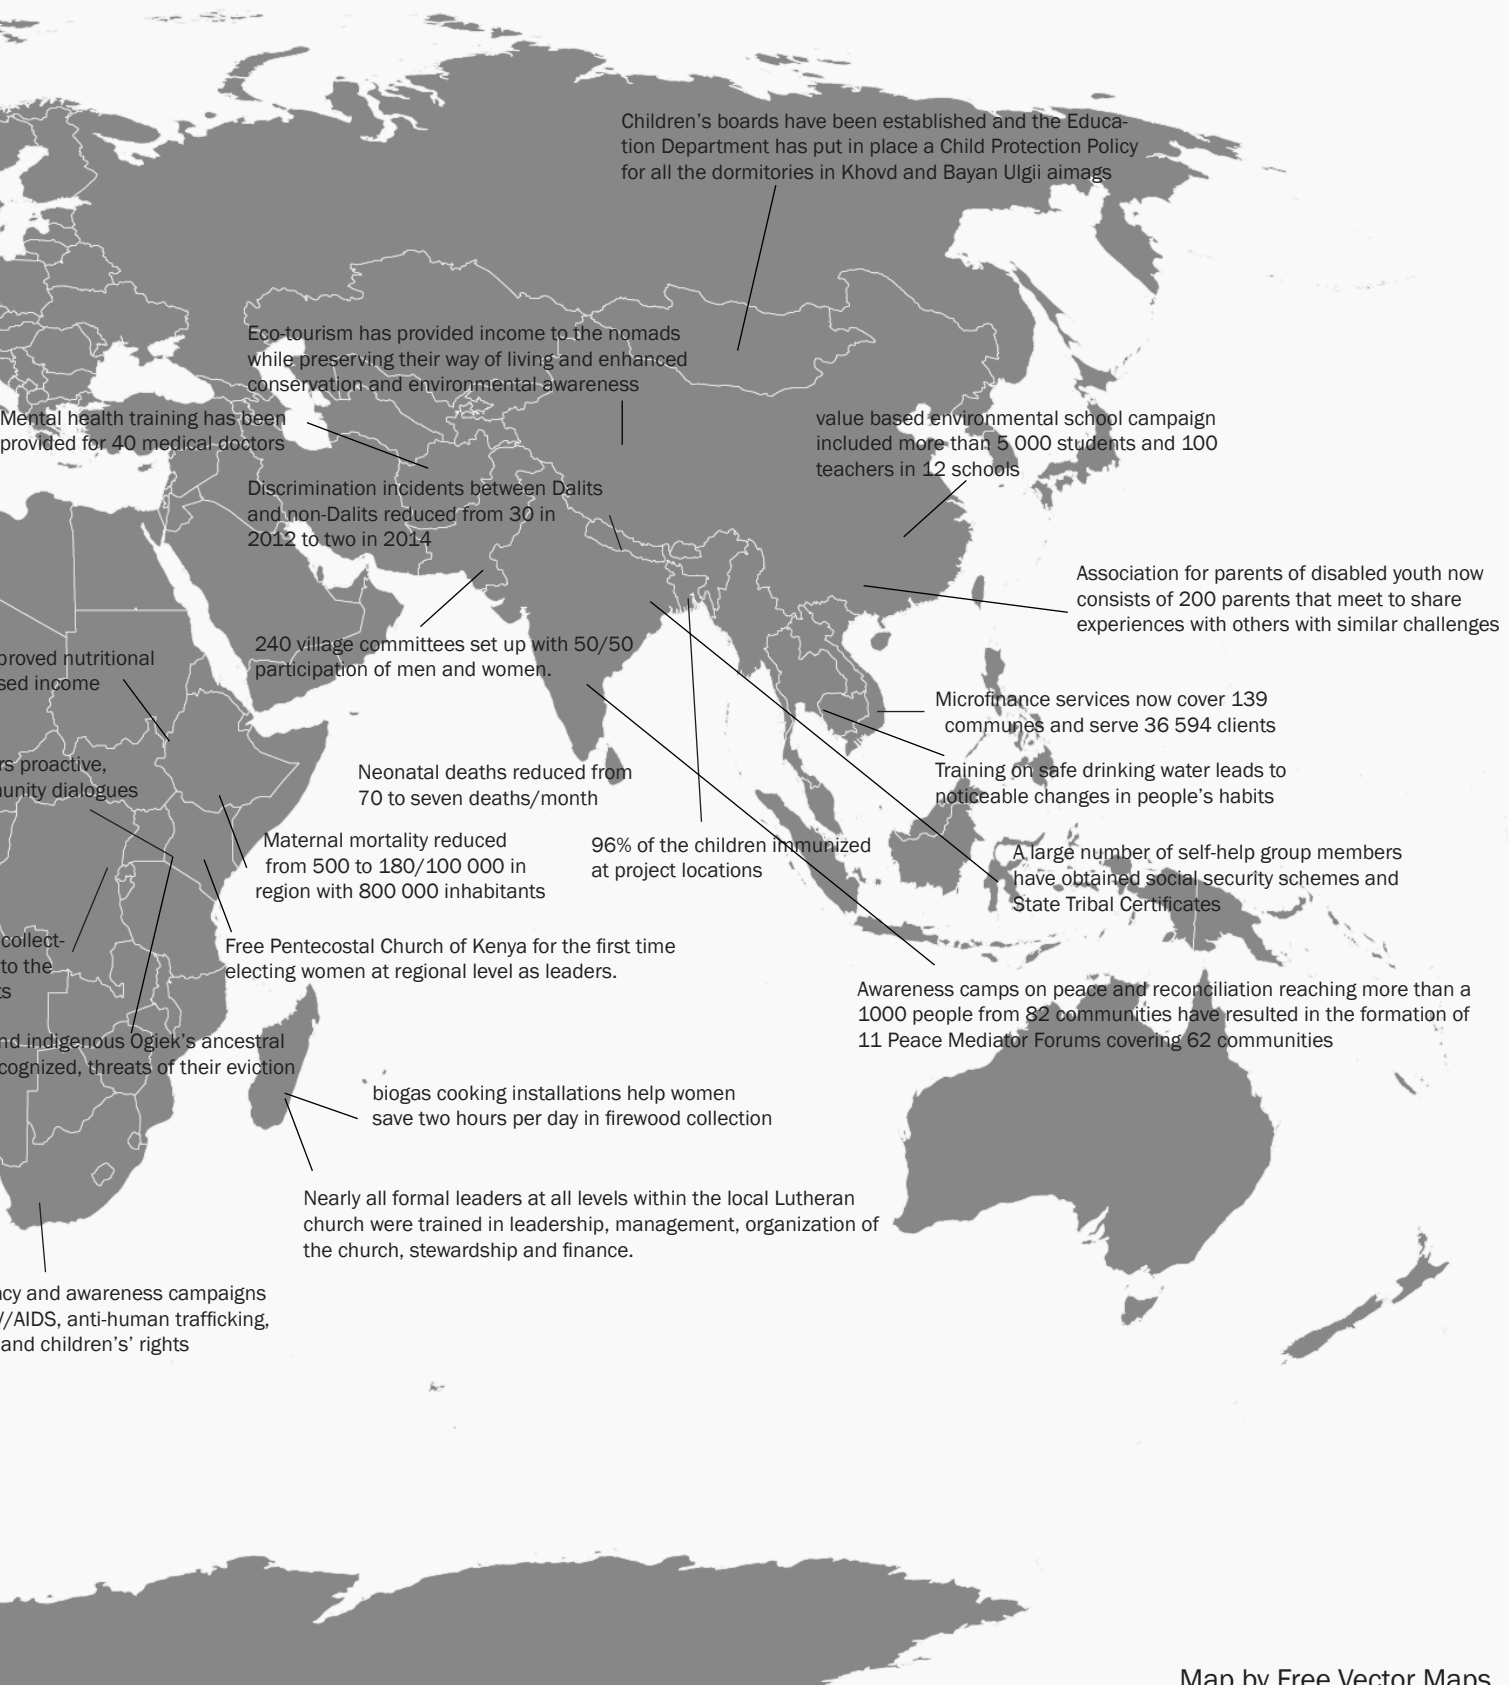 Children's boards have been established and the Educa-
tion Department has put in place a Child Protection Policy
for all the dormitories in Khovd and Bayan Ulgii aimags
Eco-tourism has provided income to the nomads
while preserving their way of living and enhanced
conservation and environmental awareness
Mental health training has been
provided for 40 medical doctors
value based environmental school campaign
included more than 5 000 students and 100
teachers in 12 schools
Discrimination incidents between Dalits
and non-Dalits reduced from 30 in
2012 to two in 2014
Association for parents of disabled youth now
consists of 200 parents that meet to share
experiences with others with similar challenges
240 village committees set up with 50/50
participation of men and women.
proved nutritional
sed income
Microfinance services now cover 139
communes and serve 36 594 clients
rs proactive,
unity dialogues
Neonatal deaths reduced from
70 to seven deaths/month
Training on safe drinking water leads to
noticeable changes in people's habits
Maternal mortality reduced
from 500 to 180/100 000 in
region with 800 000 inhabitants
96% of the children immunized
at project locations
A large number of self-help group members
have obtained social security schemes and
State Tribal Certificates
collect-
to the
ts
Free Pentecostal Church of Kenya for the first time
electing women at regional level as leaders.
Awareness camps on peace and reconciliation reaching more than a
1000 people from 82 communities have resulted in the formation of
11 Peace Mediator Forums covering 62 communities
nd indigenous Ogiek's ancestral
cognized, threats of their eviction
biogas cooking installations help women
save two hours per day in firewood collection
Nearly all formal leaders at all levels within the local Lutheran
church were trained in leadership, management, organization of
the church, stewardship and finance.
acy and awareness campaigns
V/AIDS, anti-human trafficking,
and children's' rights
Map by Free Vector Maps